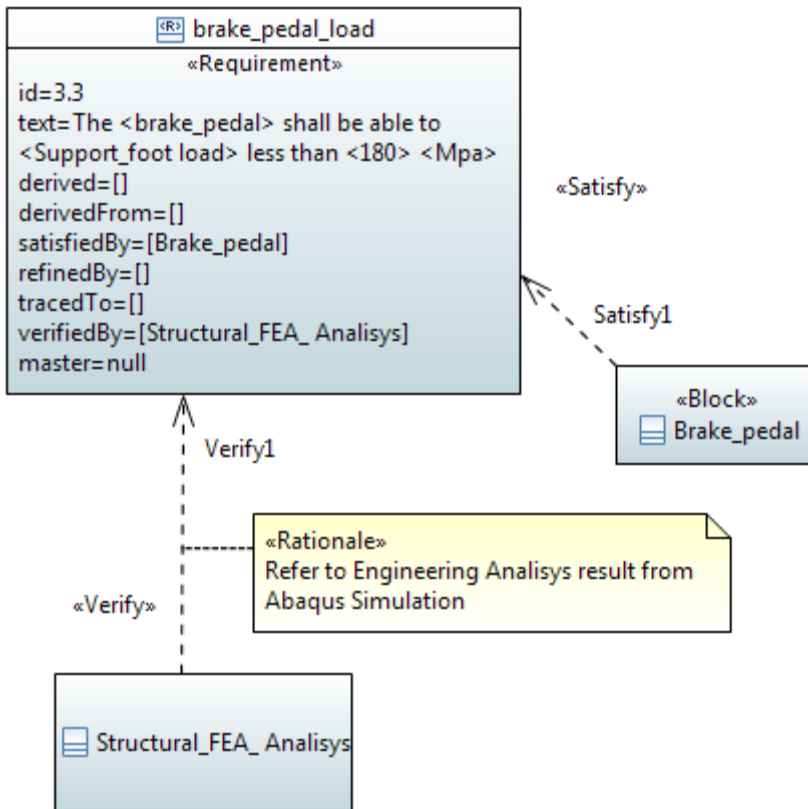 «R» brake_pedal_load
«Requirement»
id=3.3
text=The <brake_pedal> shall be able to
<Support_foot load> less than <180> <Mpa>
derived=[]
derivedFrom=[]
satisfiedBy=[Brake_pedal]
refinedBy=[]
tracedTo=[]
verifiedBy=[Structural_FEA_ Analisys]
master=null
«Satisfy»
Satisfy1
«Block»
Brake_pedal
Verify1
«Rationale»
Refer to Engineering Analisys result from
Abaqus Simulation
«Verify»
Structural_FEA_ Analisys